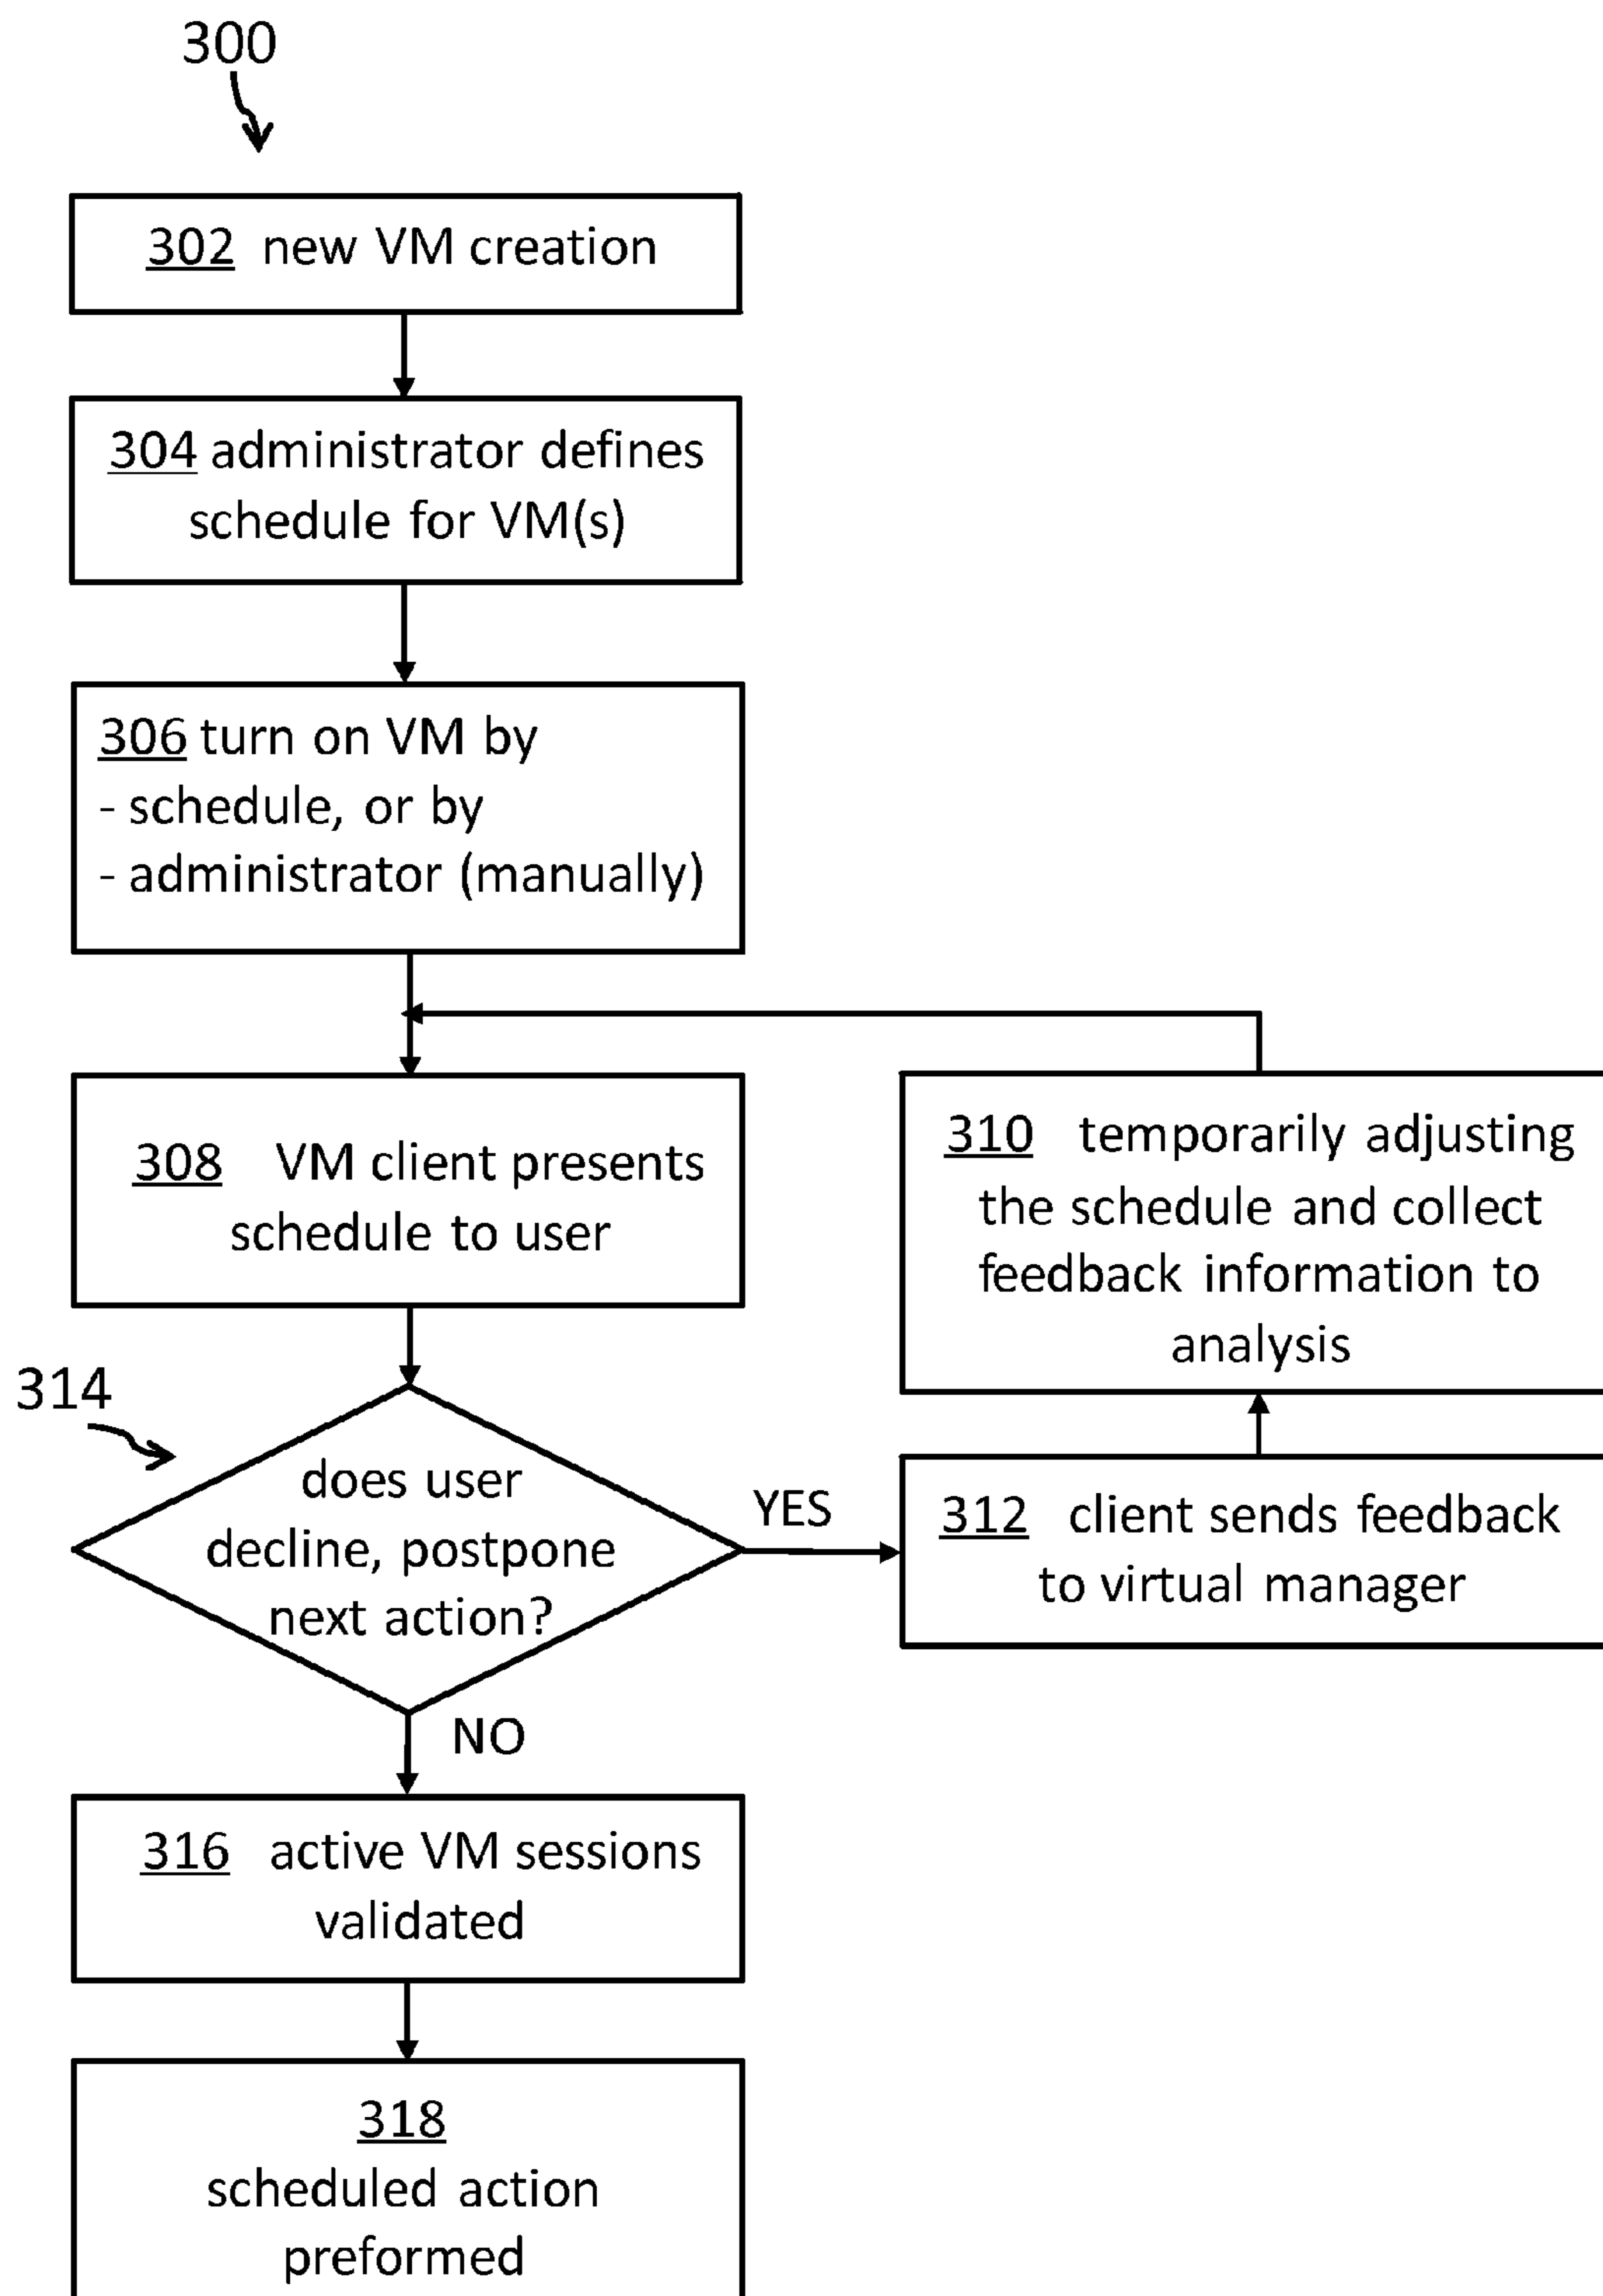 300
302 new VM creation
304 administrator defines
schedule for VM(s)
306 turn on VM by
- schedule, or by
- administrator (manually)
308 VM client presents
schedule to user
310 temporarily adjusting
the schedule and collect
feedback information to
analysis
314
does user
decline, postpone
next action?
YES
312 client sends feedback
to virtual manager
NO
316 active VM sessions
validated
318
scheduled action
preformed